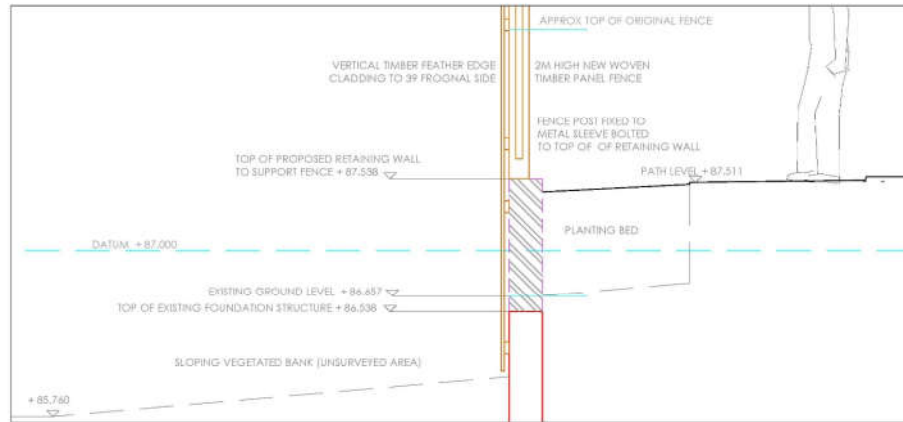 APPROX TOP OF ORIGINAL FENCE
VERTICAL TIMBER FEATHER EDGE
CLADDING TO 39 FROGNAL SIDE
2M HIGH NEW WOVEN
TIMBER PANEL FENCE
FENCE POST FIXED TO
METAL SLEEVE BOLTED
TO TOP OF OF RETAINING WALL
TOP OF PROPOSED RETAINING WALL
TO SUPPORT FENCE + 87.538
PATH LEVEL + 87.511
PLANTING BED
DATUM + 87.000
EXISTING GROUND LEVEL + 86.657
TOP OF EXISTING FOUNDATION STRUCTURE + 86.538
SLOPING VEGETATED BANK (UNSURVEYED AREA)
+ 85.760